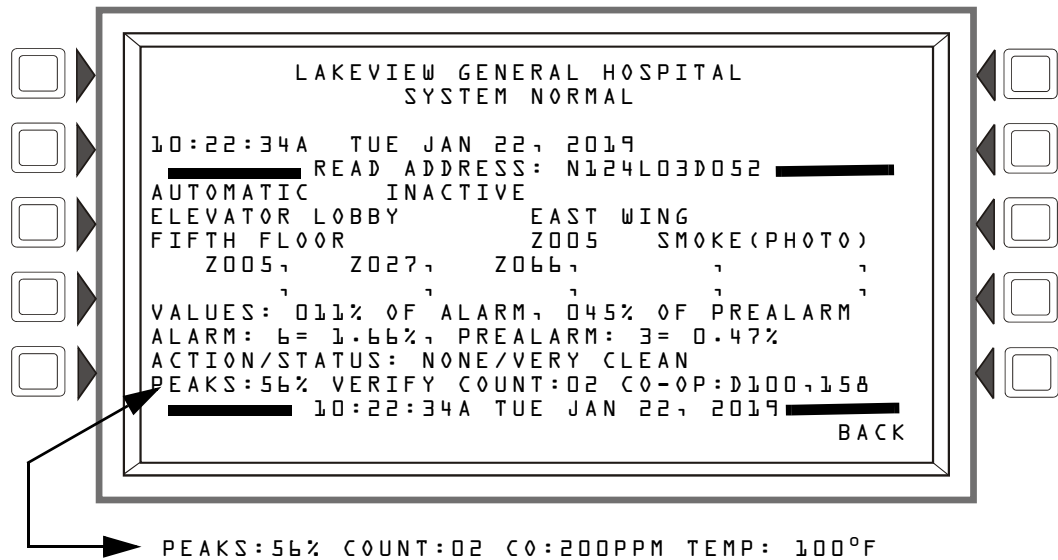 LAKEVIEW GENERAL HOSPITAL
SYSTEM NORMAL
10:22:34A TUE JAN 22, 2019
READ ADDRESS: N124L03D052
AUTOMATIC INACTIVE
ELEVATOR LOBBY EAST WING
FIFTH FLOOR Z005 SMOKE(PHOTO)
Z005, Z027, Z066, , ,
, , , , ,
VALUES: 011% OF ALARM, 045% OF PREALARM
ALARM: 6= 1.66%, PREALARM: 3= 0.47%
ACTION/STATUS: NONE/VERY CLEAN
PEAKS:56% VERIFY COUNT:02 CO-OP:D100,158
10:22:34A TUE JAN 22, 2019
BACK
PEAKS:56% COUNT:02 CO:200PPM TEMP: 100°F